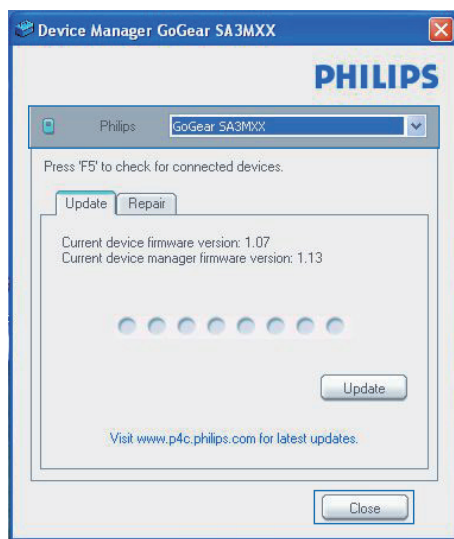 Device Manager GoGear SA3MXX
PHILIPS
Philips GoGear SA3MXX
Press 'F5' to check for connected devices.
Update Repair
Current device firmware version: 1.07
Current device manager firmware version: 1.13
Update
Visit www.p4c.philips.com for latest updates.
Close